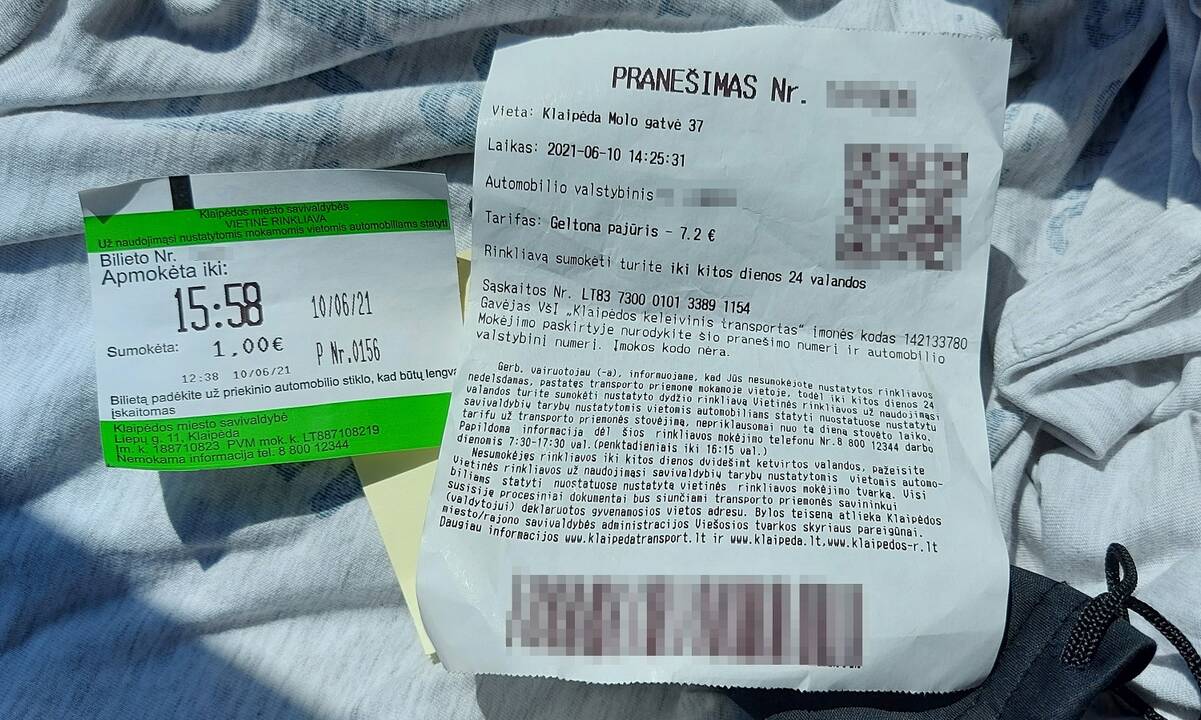 Klaipėdos miesto savivaldybės
VIETINĖ RINKLIAVA
Už naudojimąsi nustatytomis mokamomis vietomis automobiliams statyti
Bilieto Nr.
Apmokėta iki:
15:58 10/06/21
Sumokėta: 1,00€ P Nr.0156
12:38 10/06/21
Bilietą padėkite už priekinio automobilio stiklo, kad būtų lengva
įskaitomas
Klaipėdos miesto savivaldybė
Liepų g. 11, Klaipėda
Įm. k. 188710823 PVM mok. k. LT887108219
Nemokama informacija tel. 8 800 12344
PRANEŠIMAS Nr.
Vieta: Klaipėda Molo gatvė 37
Laikas: 2021-06-10 14:25:31
Automobilio valstybinis
Tarifas: Geltona pajūris - 7.2 €
Rinkliavą sumokėti turite iki kitos dienos 24 valandos
Sąskaitos Nr. LT83 7300 0101 3389 1154
Gavėjas VšĮ „Klaipėdos keleivinis transportas" įmonės kodas 142133780
Mokėjimo paskirtyje nurodykite šio pranešimo numerį ir automobilio
valstybinį numerį. Įmokos kodo nėra.
Gerb. vairuotojau (-a), informuojame, kad Jūs nesumokėjote nustatytos rinkliavos
nedelsdamas, pastatęs transporto priemonę mokamoje vietoje, todėl iki kitos dienos 24
valandos turite sumokėti nustatyto dydžio rinkliavą Vietinės rinkliavos už naudojimąsi
savivaldybių tarybų nustatytomis vietomis automobiliams statyti nuostatuose nustatytu
tarifu už transporto priemonės stovėjimą, nepriklausomai nuo tą dieną stovėto laiko.
Papildoma informacija dėl šios rinkliavos mokėjimo telefonu Nr.8 800 12344 darbo
dienomis 7:30-17:30 val.(penktadieniais iki 16:15 val.)
Nesumokėjęs rinkliavos iki kitos dienos dvidešimt ketvirtos valandos, pažeisite
Vietinės rinkliavos už naudojimąsi savivaldybių tarybų nustatytomis vietomis automo-
biliams statyti nuostatuose nustatytą vietinės rinkliavos mokėjimo tvarką. Visi
susisiję procesiniai dokumentai bus siunčiami transporto priemonės savininkui
(valdytojui) deklaruotos gyvenamosios vietos adresu. Bylos teiseną atlieka Klaipėdos
miesto/rajono savivaldybės administracijos Viešosios tvarkos skyriaus pareigūnai.
Daugiau informacijos www.klaipedatransport.lt ir www.klaipeda.lt,www.klaipedos-r.lt